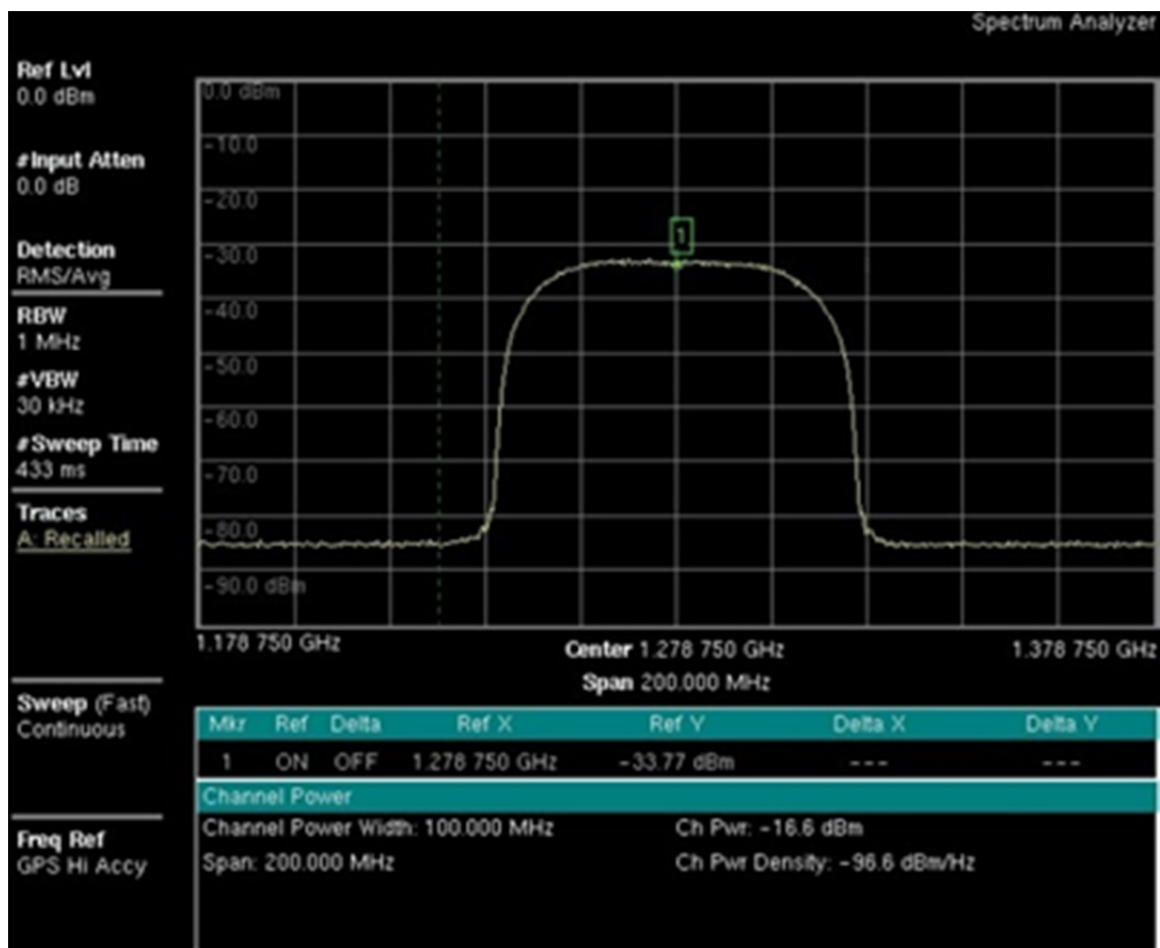 Spectrum Analyzer
Ref Lvl
0.0 dBm
#Input Atten
0.0 dB
Detection
RMS/Avg
RBW
1 MHz
#VBW
30 kHz
#Sweep Time
433 ms
Traces
A: Recalled
Sweep (Fast)
Continuous
Freq Ref
GPS Hi Accy
0.0 dBm
-10.0
-20.0
-30.0
-40.0
-50.0
-60.0
-70.0
-80.0
-90.0 dBm
1
1.178 750 GHz
Center 1.278 750 GHz
1.378 750 GHz
Span 200.000 MHz
Mkr Ref Delta Ref X Ref Y Delta X Delta Y
1 ON OFF 1.278 750 GHz -33.77 dBm --- ---
Channel Power
Channel Power Width: 100.000 MHz Ch Pwr: -16.6 dBm
Span: 200.000 MHz Ch Pwr Density: -96.6 dBm/Hz